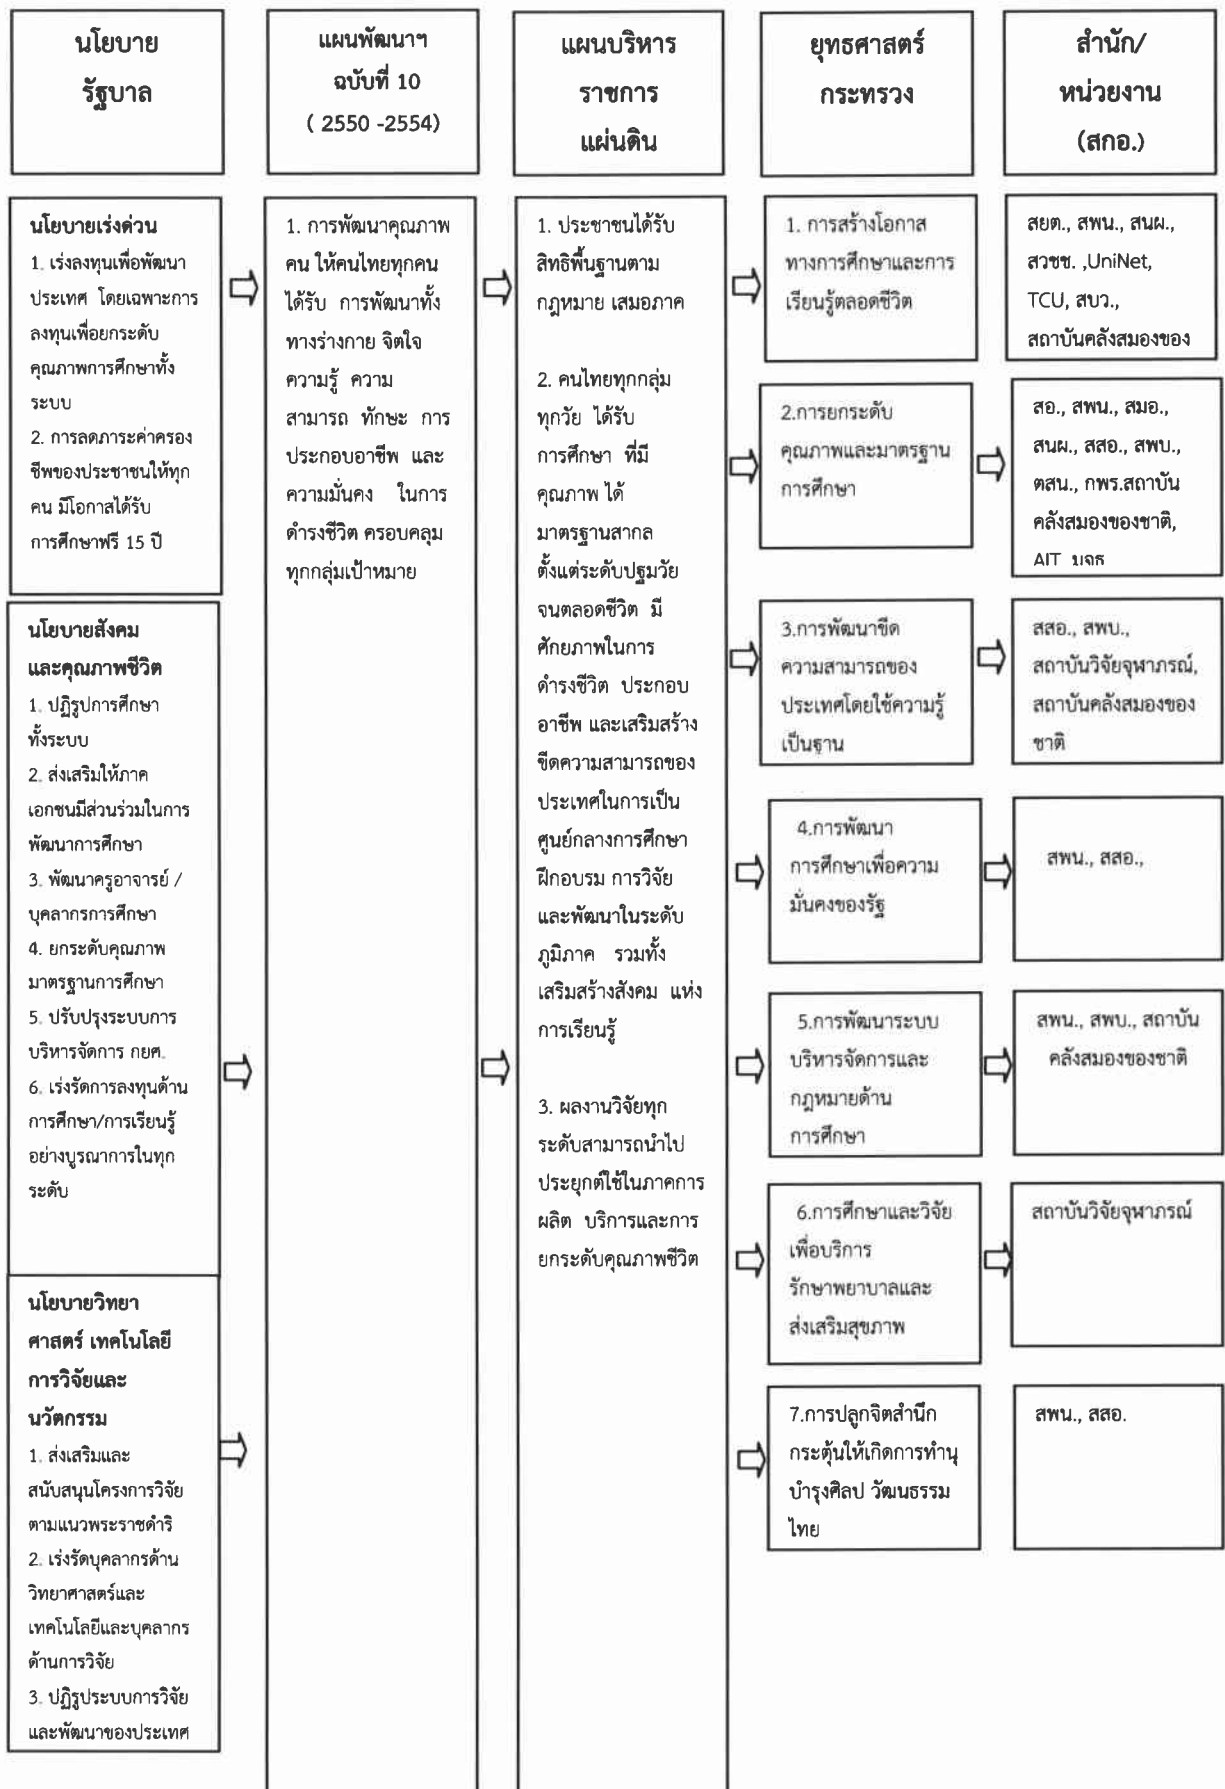 นโยบาย
รัฐบาล
แผนพัฒนาฯ
ฉบับที่ 10
( 2550 -2554)
แผนบริหาร
ราชการ
แผ่นดิน
ยุทธศาสตร์
กระทรวง
สำนัก/
หน่วยงาน
(สกอ.)
นโยบายเร่งด่วน
1. เร่งลงทุนเพื่อพัฒนา
ประเทศ โดยเฉพาะการ
ลงทุนเพื่อยกระดับ
คุณภาพการศึกษาทั้ง
ระบบ
2. การลดภาระค่าครอง
ชีพของประชาชนให้ทุก
คน มีโอกาสได้รับ
การศึกษาฟรี 15 ปี
นโยบายสังคม
และคุณภาพชีวิต
1. ปฏิรูปการศึกษา
ทั้งระบบ
2. ส่งเสริมให้ภาค
เอกชนมีส่วนร่วมในการ
พัฒนาการศึกษา
3. พัฒนาครูอาจารย์ /
บุคลากรการศึกษา
4. ยกระดับคุณภาพ
มาตรฐานการศึกษา
5. ปรับปรุงระบบการ
บริหารจัดการ กยศ.
6. เร่งรัดการลงทุนด้าน
การศึกษา/การเรียนรู้
อย่างบูรณาการในทุก
ระดับ
นโยบายวิทยา
ศาสตร์ เทคโนโลยี
การวิจัยและ
นวัตกรรม
1. ส่งเสริมและ
สนับสนุนโครงการวิจัย
ตามแนวพระราชดำริ
2. เร่งรัดบุคลากรด้าน
วิทยาศาสตร์และ
เทคโนโลยีและบุคลากร
ด้านการวิจัย
3. ปฏิรูประบบการวิจัย
และพัฒนาของประเทศ
1. การพัฒนาคุณภาพ
คน ให้คนไทยทุกคน
ได้รับ การพัฒนาทั้ง
ทางร่างกาย จิตใจ
ความรู้ ความ
สามารถ ทักษะ การ
ประกอบอาชีพ และ
ความมั่นคง ในการ
ดำรงชีวิต ครอบคลุม
ทุกกลุ่มเป้าหมาย
1. ประชาชนได้รับ
สิทธิพื้นฐานตาม
กฎหมาย เสมอภาค
2. คนไทยทุกกลุ่ม
ทุกวัย ได้รับ
การศึกษา ที่มี
คุณภาพ ได้
มาตรฐานสากล
ตั้งแต่ระดับปฐมวัย
จนตลอดชีวิต มี
ศักยภาพในการ
ดำรงชีวิต ประกอบ
อาชีพ และเสริมสร้าง
ขีดความสามารถของ
ประเทศในการเป็น
ศูนย์กลางการศึกษา
ฝึกอบรม การวิจัย
และพัฒนาในระดับ
ภูมิภาค รวมทั้ง
เสริมสร้างสังคม แห่ง
การเรียนรู้
3. ผลงานวิจัยทุก
ระดับสามารถนำไป
ประยุกต์ใช้ในภาคการ
ผลิต บริการและการ
ยกระดับคุณภาพชีวิต
1. การสร้างโอกาส
ทางการศึกษาและการ
เรียนรู้ตลอดชีวิต
2.การยกระดับ
คุณภาพและมาตรฐาน
การศึกษา
3.การพัฒนาขีด
ความสามารถของ
ประเทศโดยใช้ความรู้
เป็นฐาน
4.การพัฒนา
การศึกษาเพื่อความ
มั่นคงของรัฐ
5.การพัฒนาระบบ
บริหารจัดการและ
กฎหมายด้าน
การศึกษา
6.การศึกษาและวิจัย
เพื่อบริการ
รักษาพยาบาลและ
ส่งเสริมสุขภาพ
7.การปลูกจิตสำนึก
กระตุ้นให้เกิดการทำนุ
บำรุงศิลป วัฒนธรรม
ไทย
สยต., สพน., สนผ.,
สวชช. ,UniNet,
TCU, สบว.,
สถาบันคลังสมองของ
สอ., สพน., สมอ.,
สนผ., สสอ., สพบ.,
ตสน., กพร.สถาบัน
คลังสมองของชาติ,
AIT มจธ
สสอ., สพบ.,
สถาบันวิจัยจุฬาภรณ์,
สถาบันคลังสมองของ
ชาติ
สพน., สสอ.,
สพน., สพบ., สถาบัน
คลังสมองของชาติ
สถาบันวิจัยจุฬาภรณ์
สพน., สสอ.